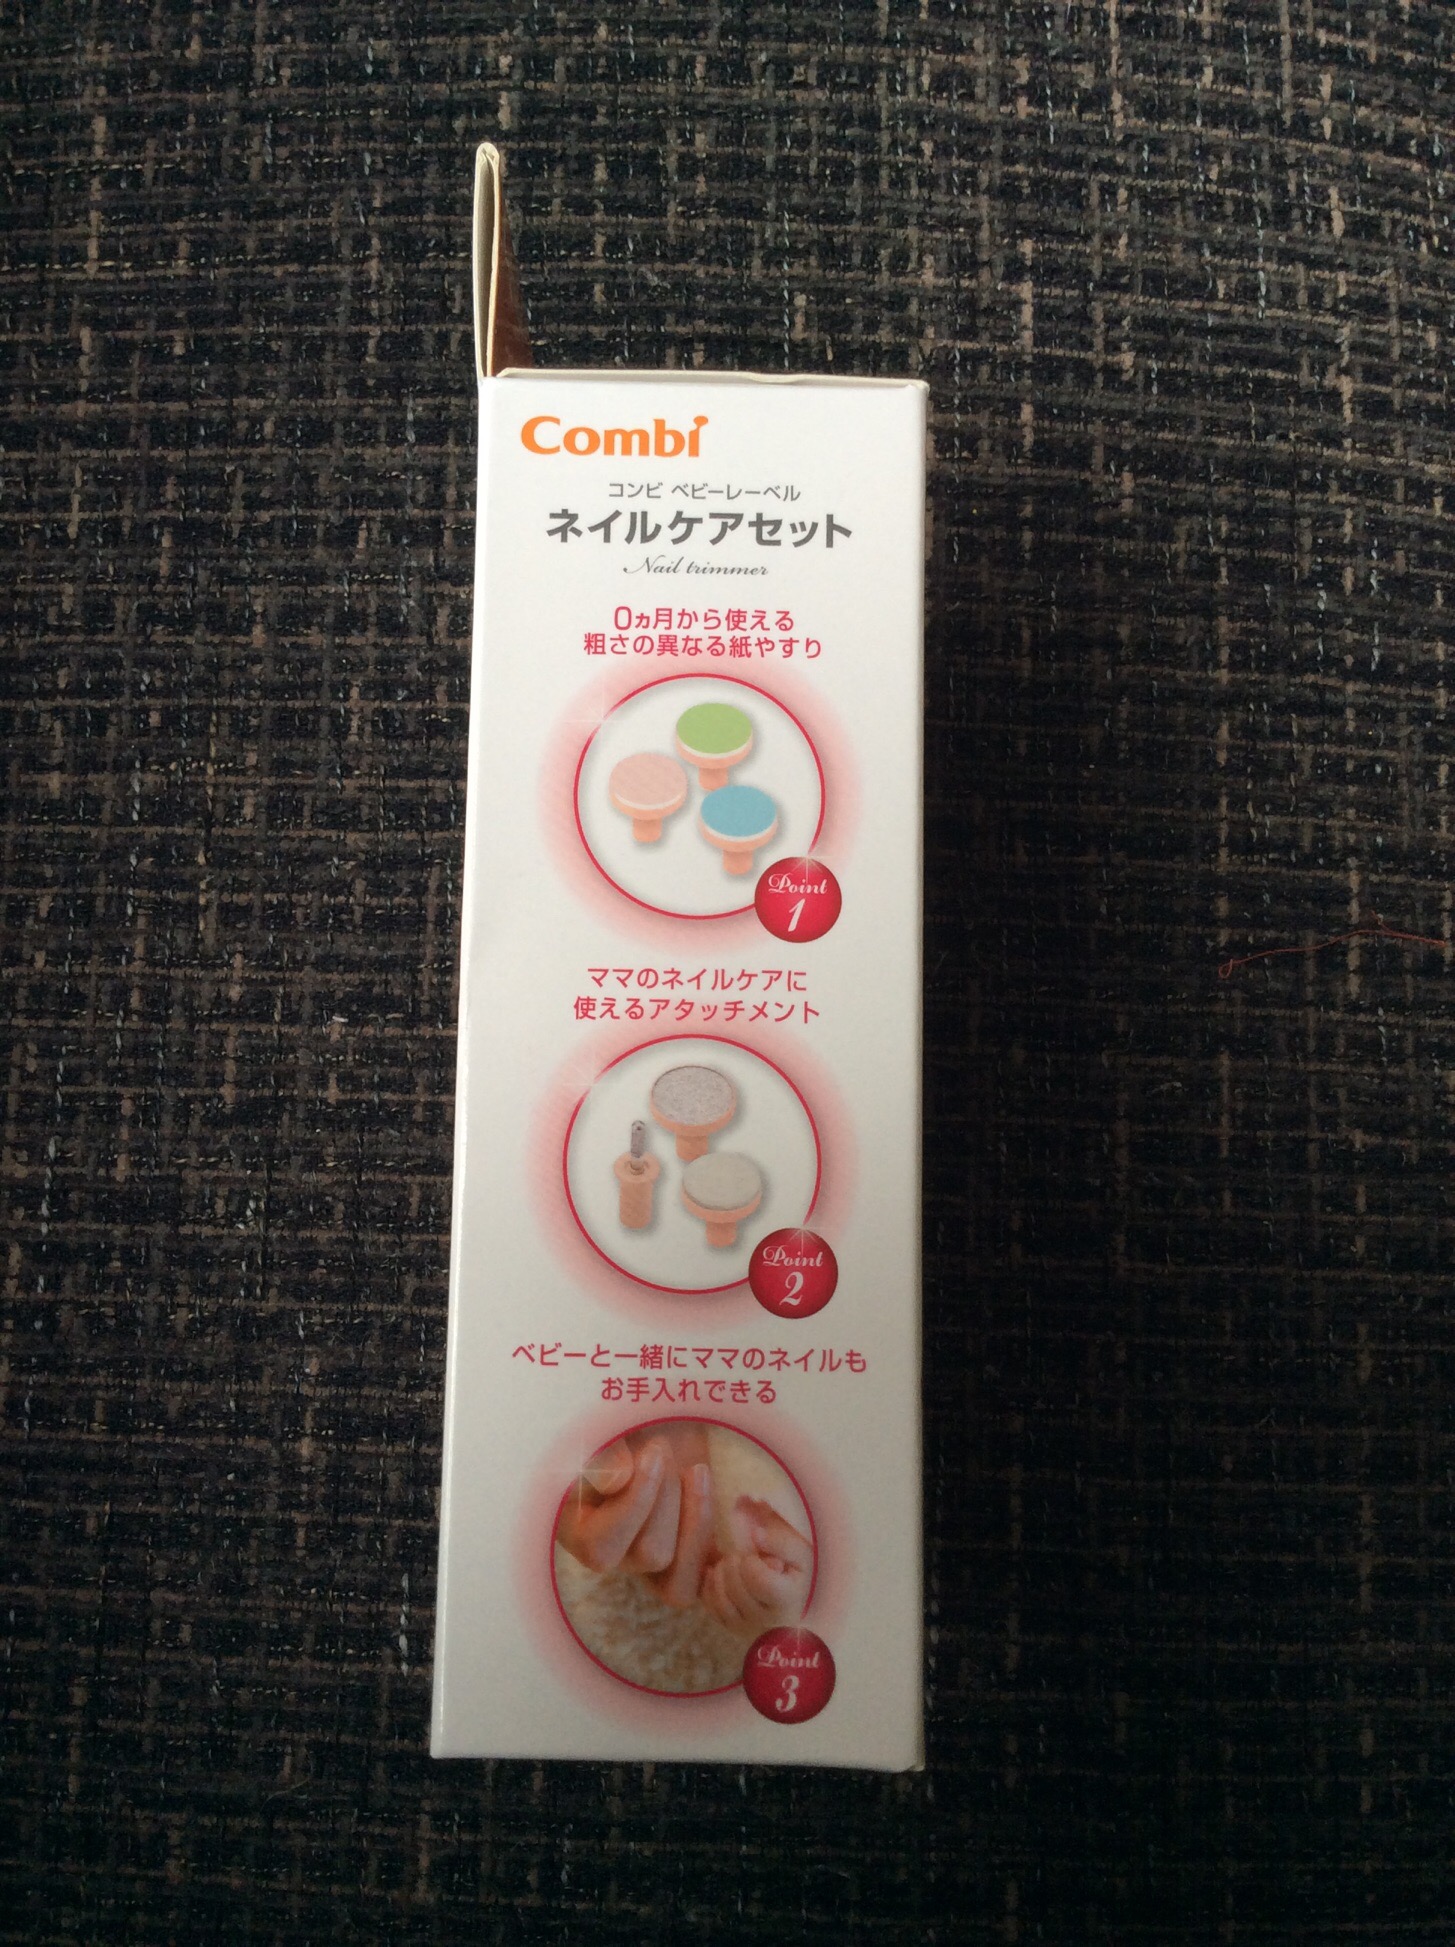 Combi
コンビ ベビーレーベル
ネイルケアセット
Nail trimmer
0ヵ月から使える
粗さの異なる紙やすり
Point
1
ママのネイルケアに
使えるアタッチメント
Point
2
ベビーと一緒にママのネイルも
お手入れできる
Point
3